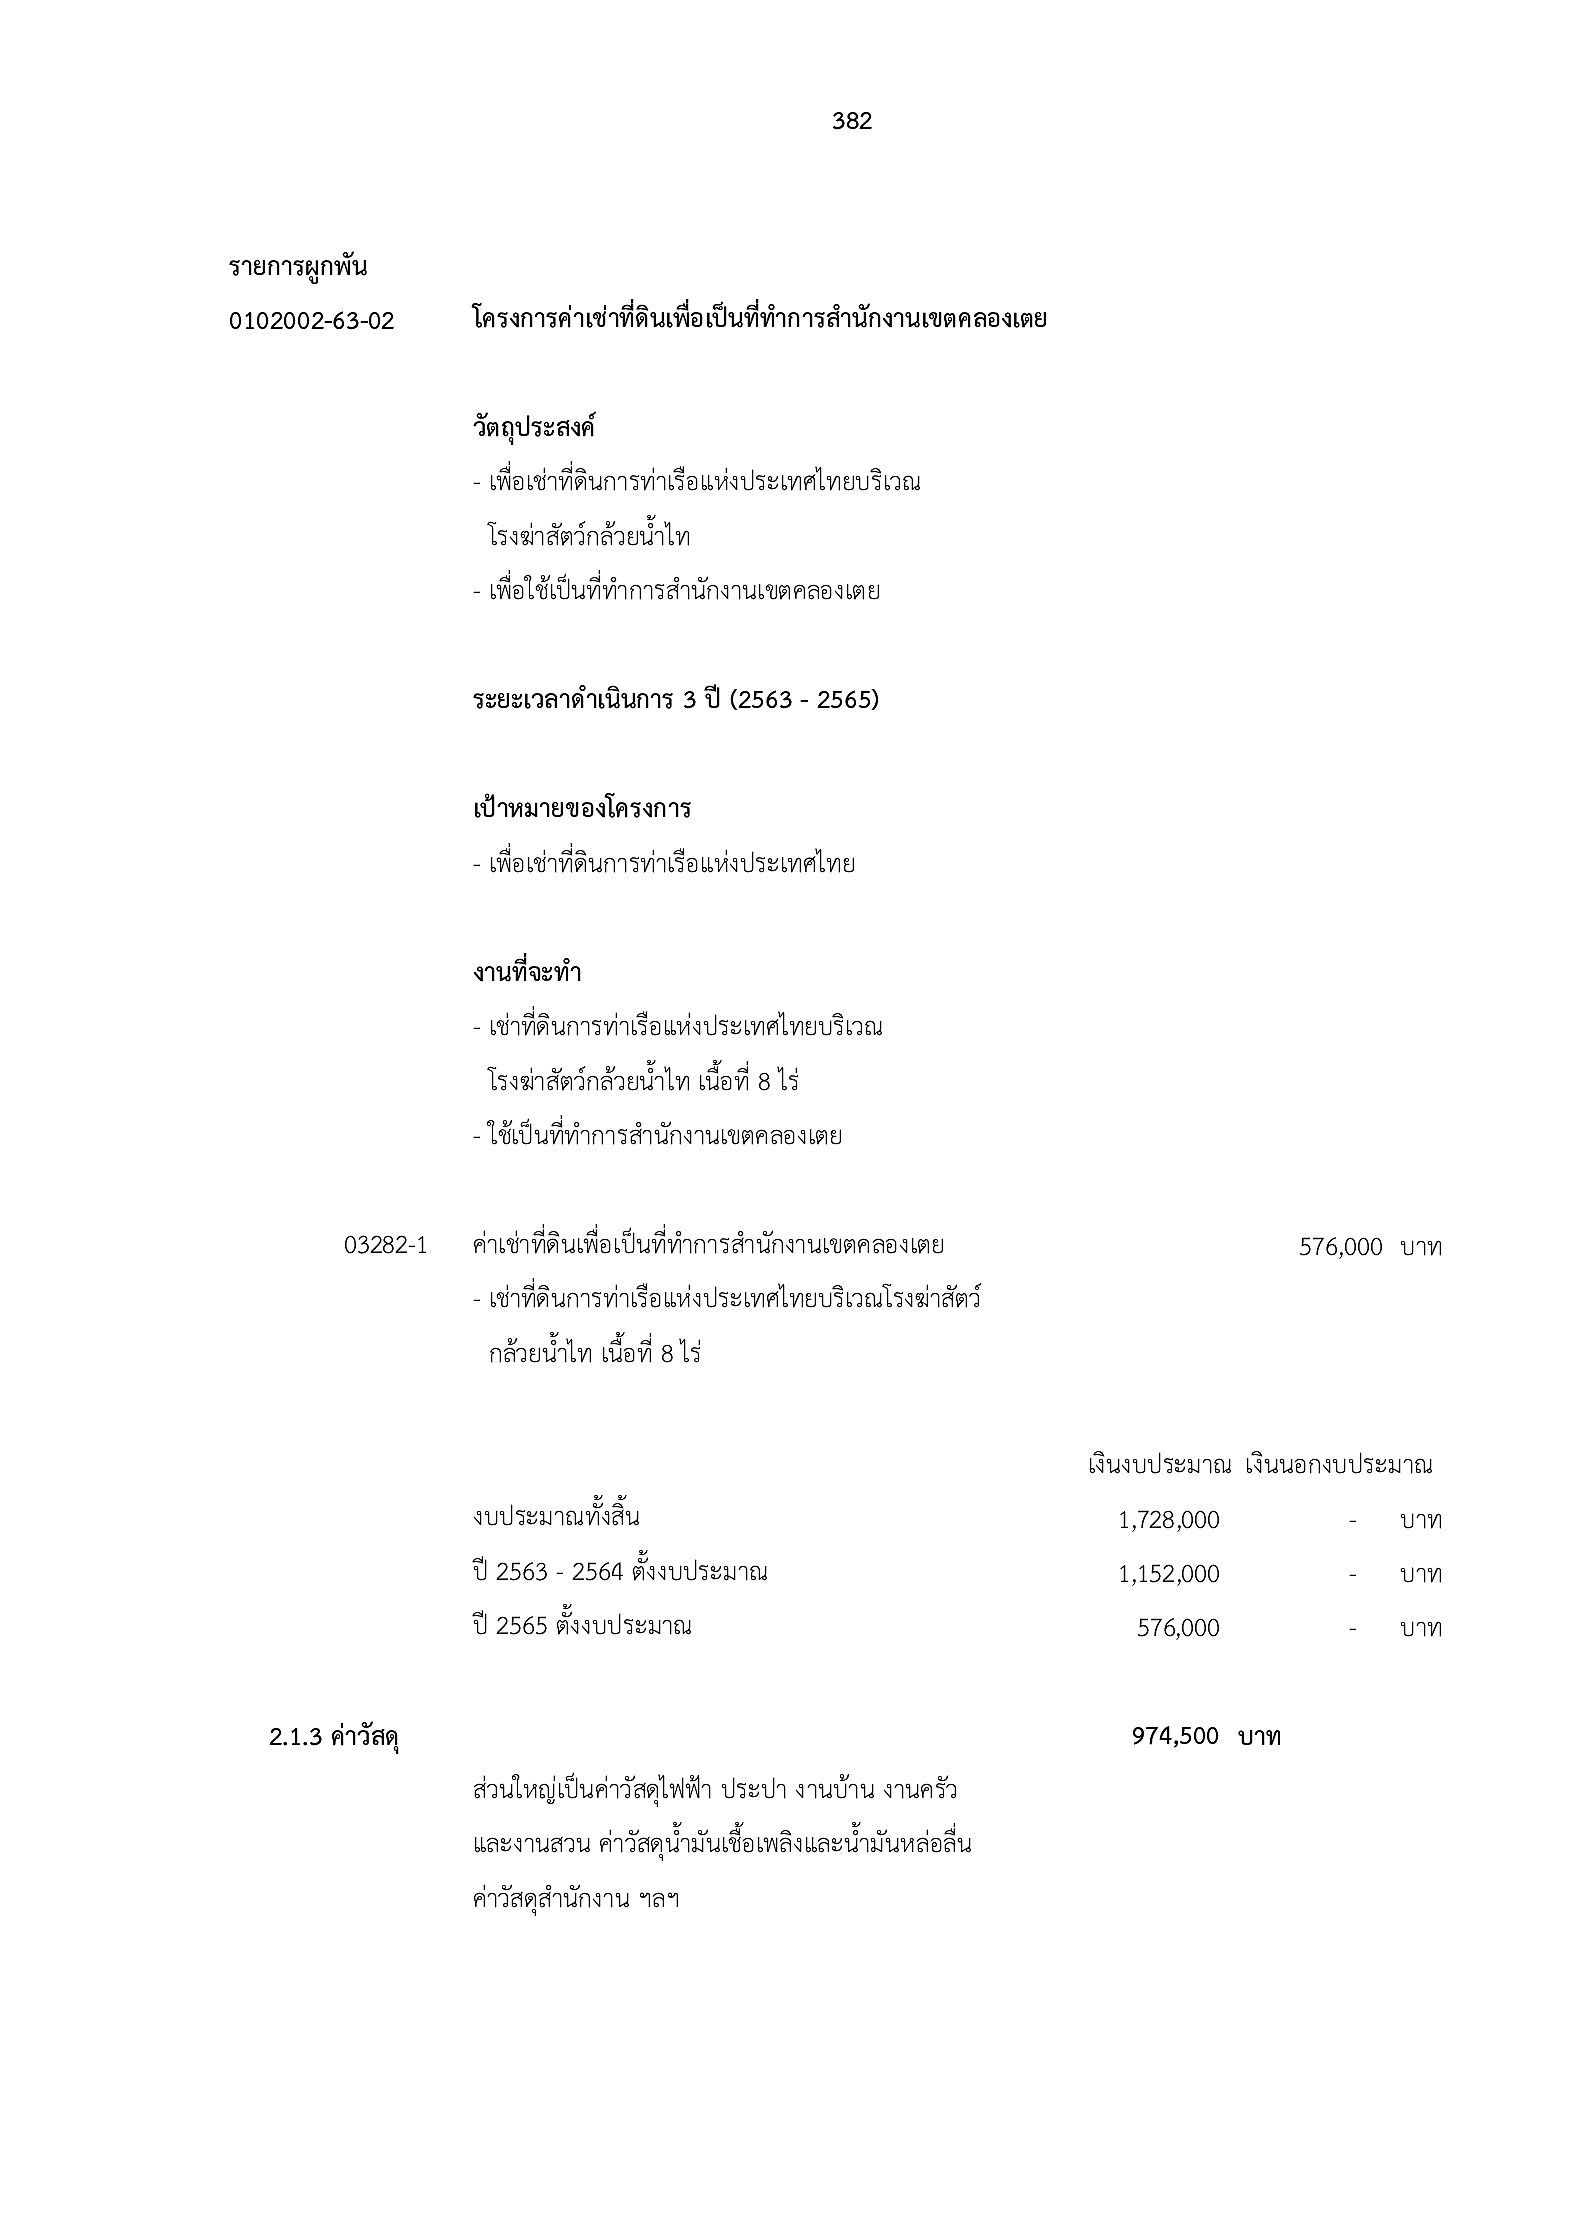 382
รายการผูกพัน
0102002-63-02 โครงการค่าเช่าที่ดินเพื่อเป็นที่ทำการสำนักงานเขตคลองเตย
วัตถุประสงค์
- เพื่อเช่าที่ดินการท่าเรือแห่งประเทศไทยบริเวณ
โรงฆ่าสัตว์กล้วยน้ำไท
- เพื่อใช้เป็นที่ทำการสำนักงานเขตคลองเตย
ระยะเวลาดำเนินการ 3 ปี (2563 - 2565)
เป้าหมายของโครงการ
- เพื่อเช่าที่ดินการท่าเรือแห่งประเทศไทย
งานที่จะทำ
- เช่าที่ดินการท่าเรือแห่งประเทศไทยบริเวณ
โรงฆ่าสัตว์กล้วยน้ำไท เนื้อที่ 8 ไร่
- ใช้เป็นที่ทำการสำนักงานเขตคลองเตย
03282-1 ค่าเช่าที่ดินเพื่อเป็นที่ทำการสำนักงานเขตคลองเตย 576,000 บาท
- เช่าที่ดินการท่าเรือแห่งประเทศไทยบริเวณโรงฆ่าสัตว์
กล้วยน้ำไท เนื้อที่ 8 ไร่
เงินงบประมาณ เงินนอกงบประมาณ
งบประมาณทั้งสิ้น 1,728,000 - บาท
ปี 2563 - 2564 ตั้งงบประมาณ 1,152,000 - บาท
ปี 2565 ตั้งงบประมาณ 576,000 - บาท
2.1.3 ค่าวัสดุ 974,500 บาท
ส่วนใหญ่เป็นค่าวัสดุไฟฟ้า ประปา งานบ้าน งานครัว
และงานสวน ค่าวัสดุน้ำมันเชื้อเพลิงและน้ำมันหล่อลื่น
ค่าวัสดุสำนักงาน ฯลฯ